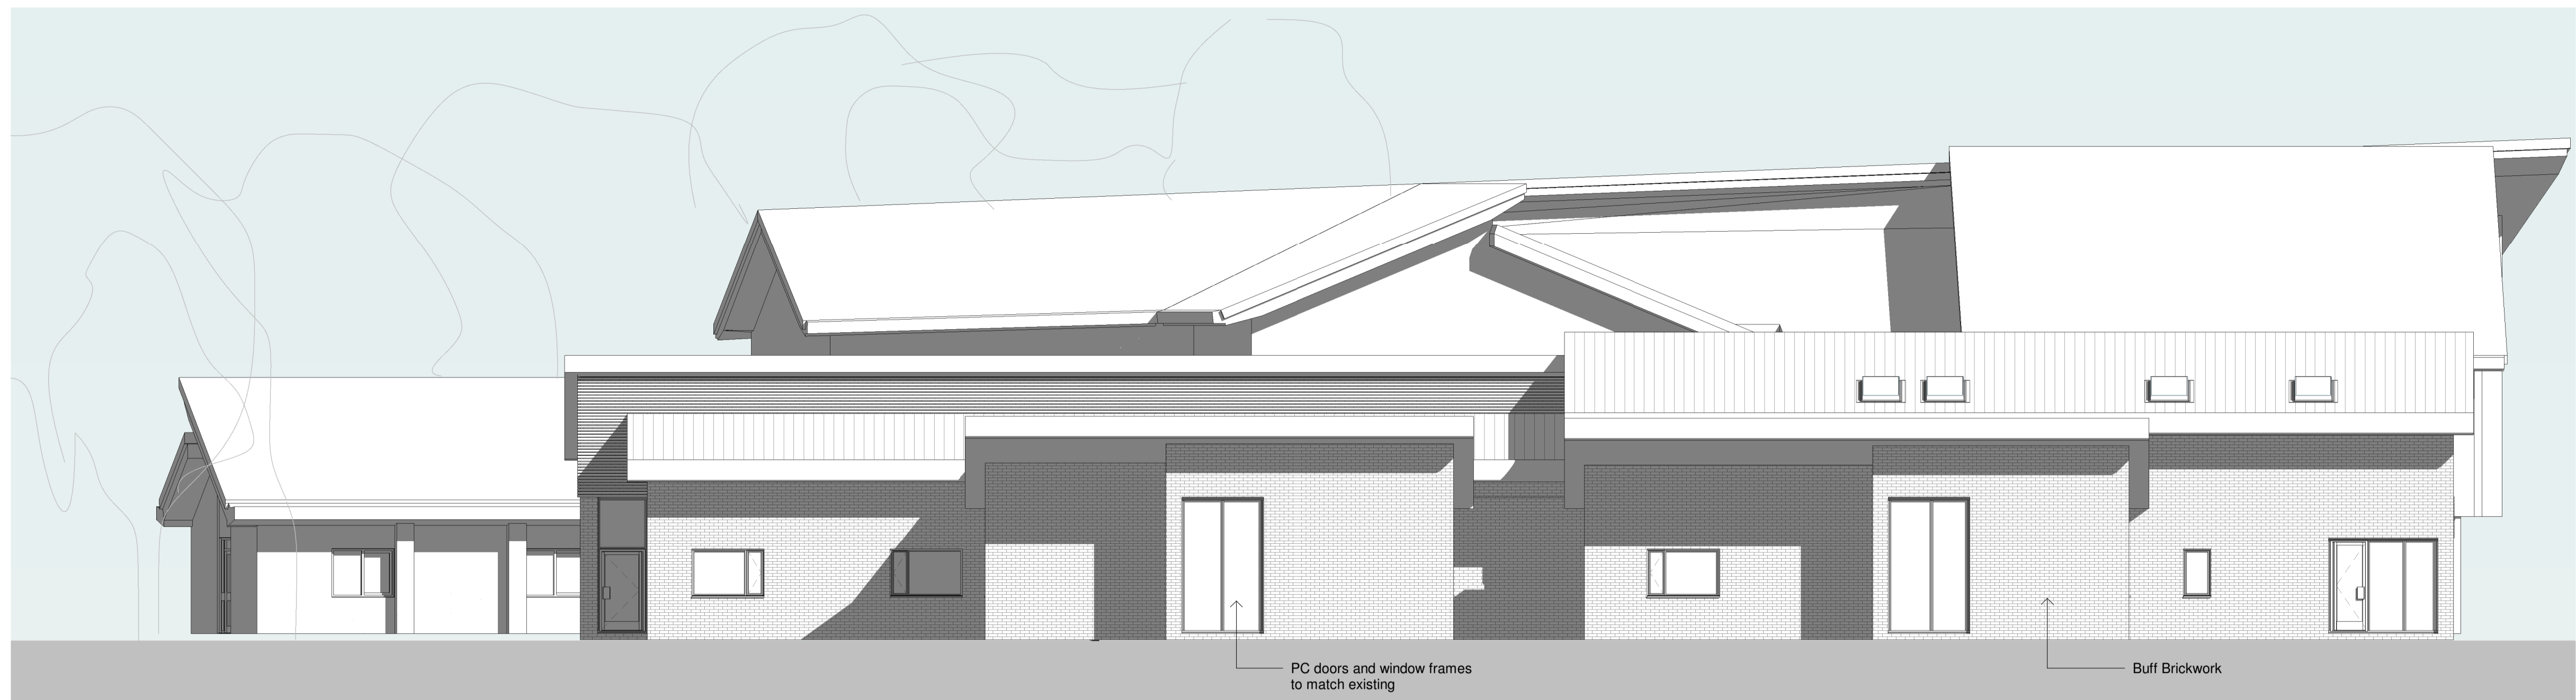 PC doors and window frames
to match existing
Buff Brickwork